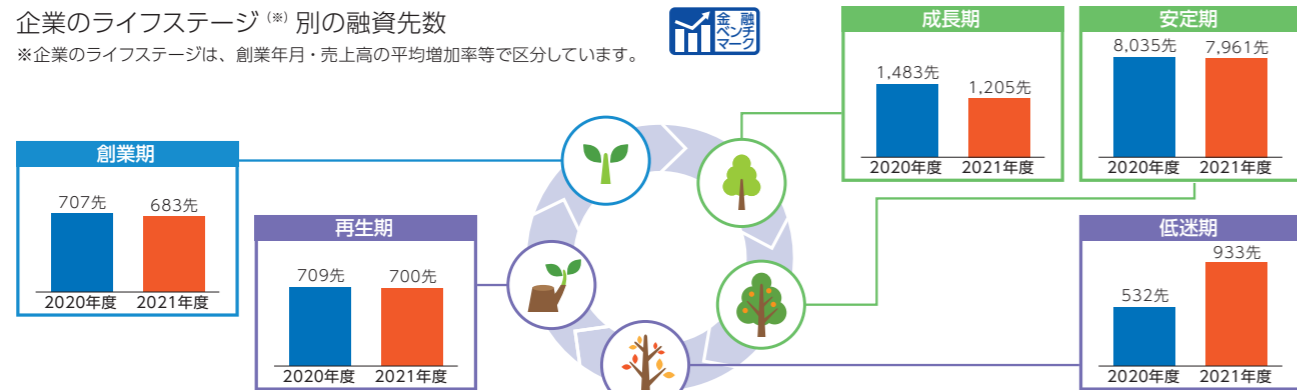 企業のライフステージ(※)別の融資先数
※企業のライフステージは、創業年月・売上高の平均増加率等で区分しています。
金融
ベンチ
マーク
創業期
707先
683先
2020年度 2021年度
再生期
709先
700先
2020年度 2021年度
成長期
1,483先
1,205先
2020年度 2021年度
安定期
8,035先
7,961先
2020年度 2021年度
低迷期
532先
933先
2020年度 2021年度